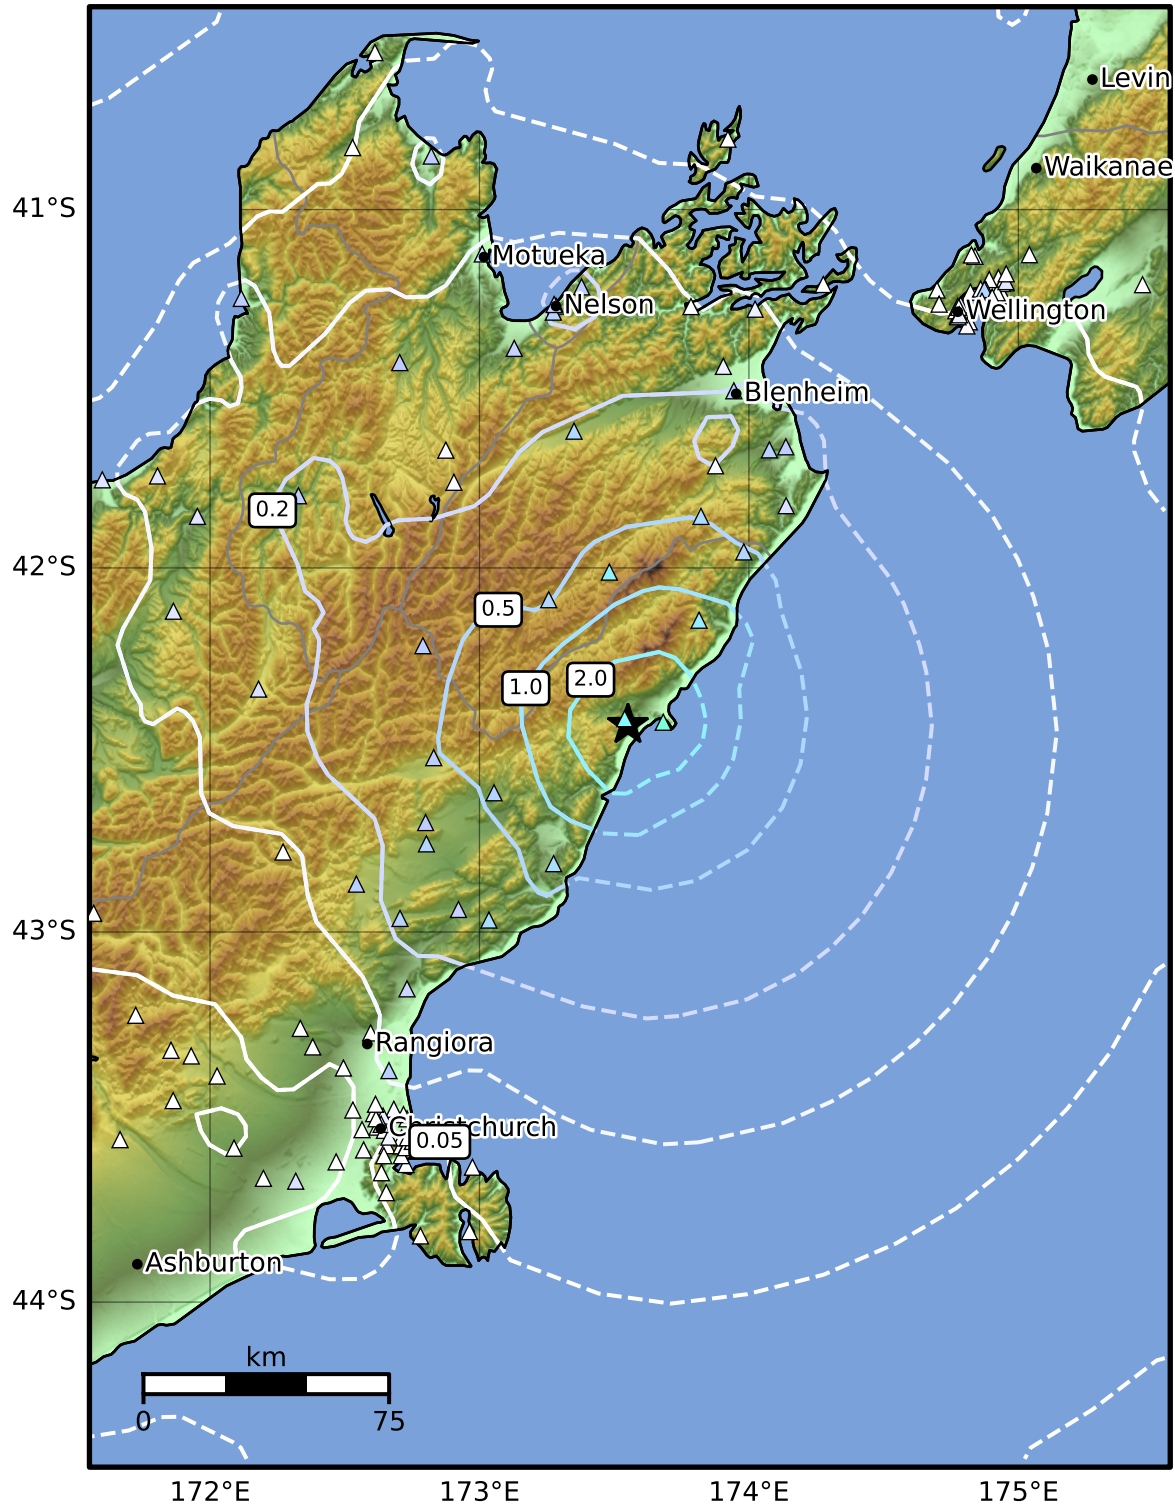 Levin
Waikanae
41°S
Motueka
Nelson
Wellington
Blenheim
0.2
42°S
0.5
1.0
2.0
43°S
Rangiora
Christchurch
0.05
Ashburton
44°S
km
0
75
172°E
173°E
174°E
175°E